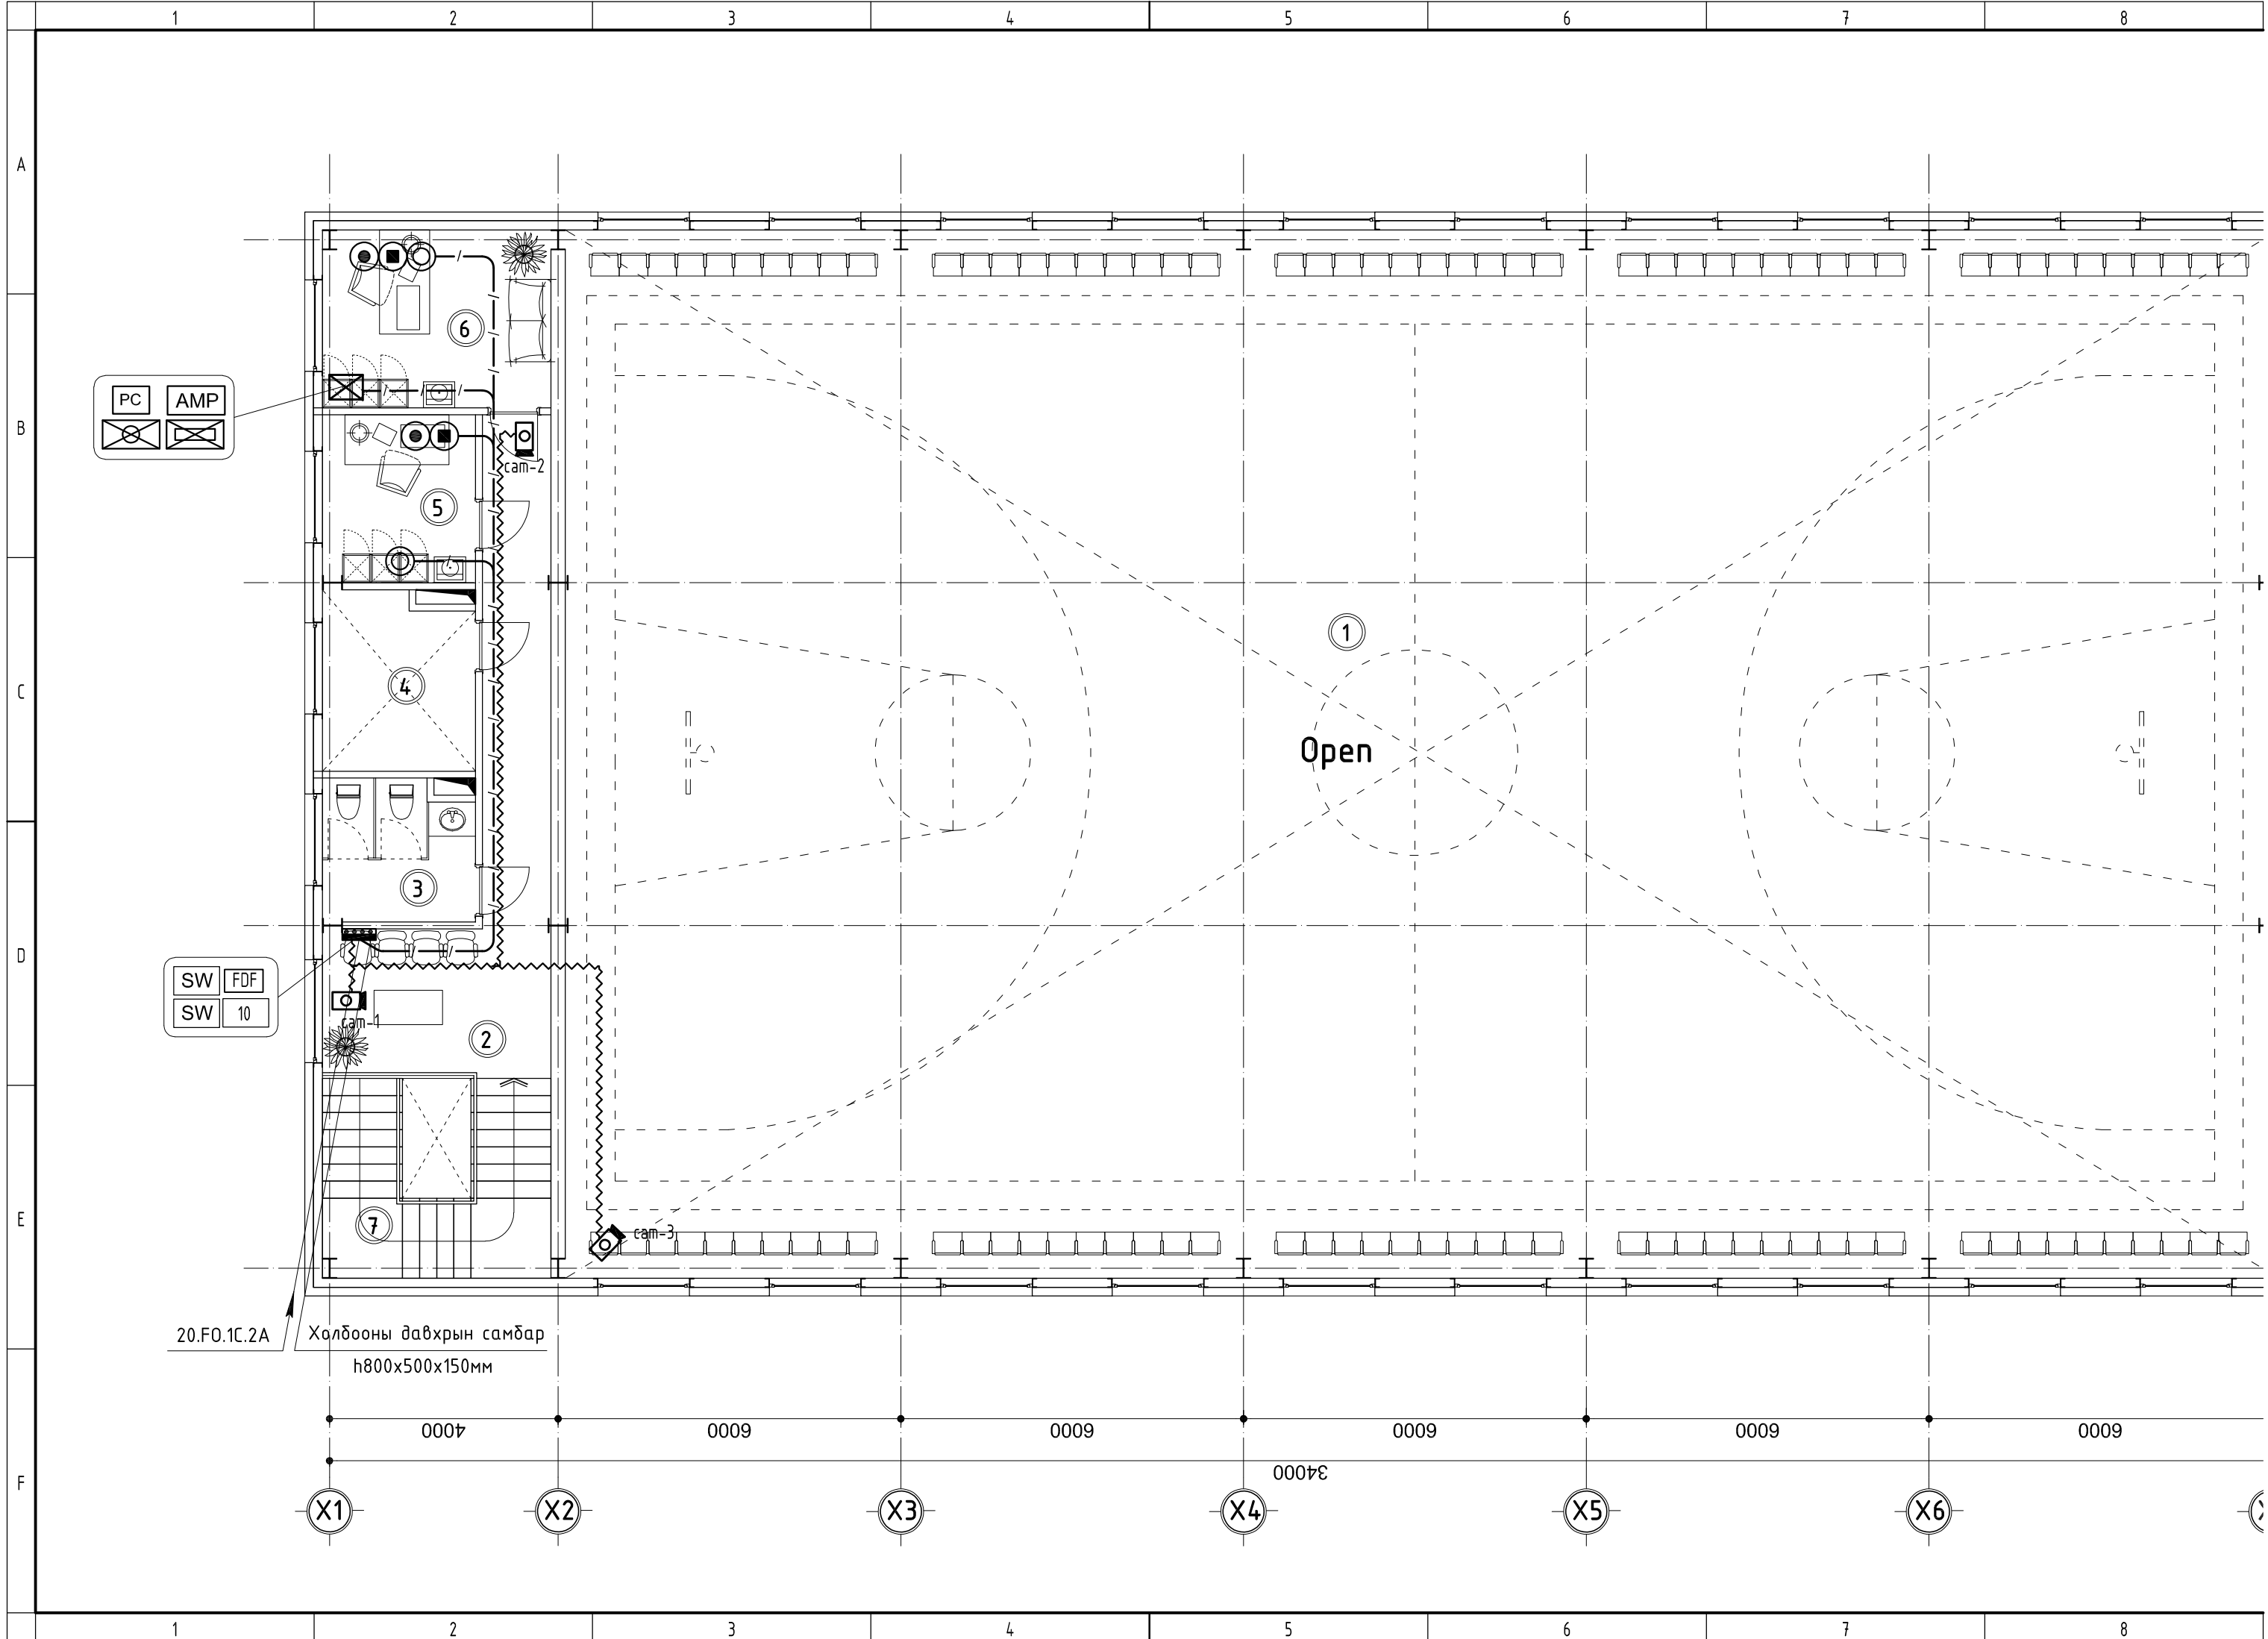 1 2 3 4 5 6 7 8
A
B
C
D
E
F
6
PC AMP
cam-2
5
1
4
Open
3
SW FDF
SW 10
cam-1
2
7
cam-3
20.FO.1C.2A
Холбооны давхрын самбар
h800x500x150мм
4000 6000 6000 6000 6000 6000
34000
X1 X2 X3 X4 X5 X6
1 2 3 4 5 6 7 8